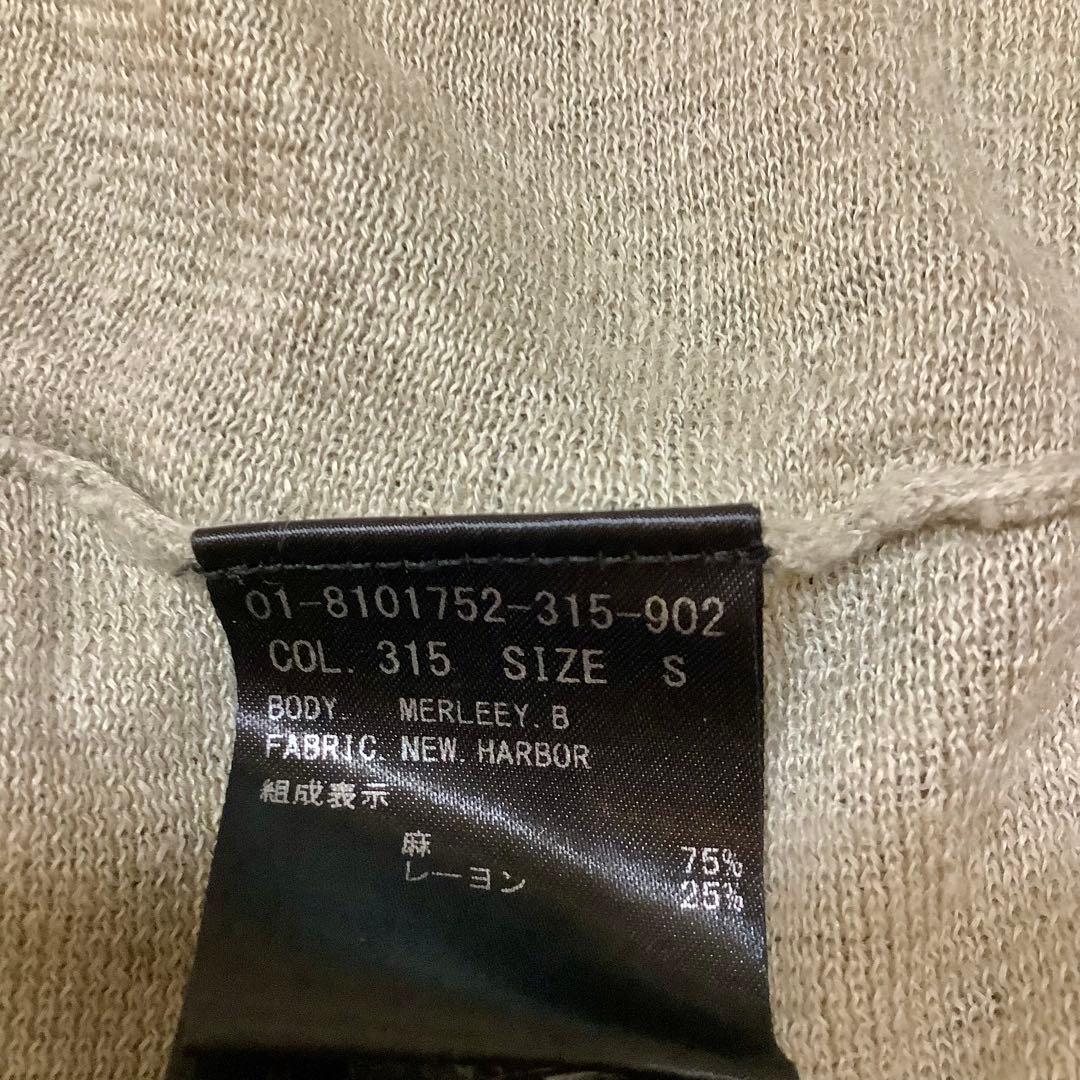 01-8101752-315-902
COL. 315 SIZE S
BODY. MERLEEY. B
FABRIC. NEW. HARBOR
組成表示
麻 75%
レーヨン 25%